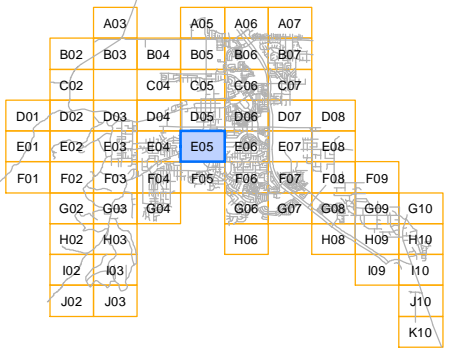 A03 A05 A06 A07
B02 B03 B04 B05 B06 B07
C02 C04 C05 C06 C07
D01 D02 D03 D04 D05 D06 D07 D08
E01 E02 E03 E04 E05 E06 E07 E08
F01 F02 F03 F04 F05 F06 F07 F08 F09
G02 G03 G04 G06 G07 G08 G09 G10
H02 H03 H06 H08 H09 H10
I02 I03 I09 I10
J02 J03 J10
K10